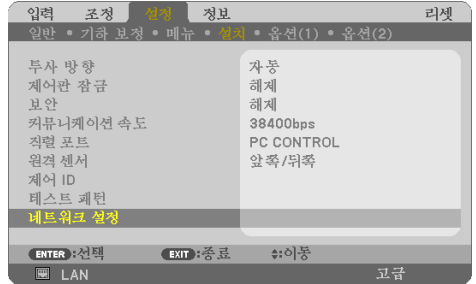 입력 조정 설정 정보 리셋
일반 • 기하 보정 • 메뉴 • 설치 • 옵션(1) • 옵션(2)
투사 방향 자동
제어판 잠금 해제
보안 해제
커뮤니케이션 속도 38400bps
직렬 포트 PC CONTROL
원격 센서 앞쪽/뒤쪽
제어 ID
테스트 패턴
네트워크 설정
ENTER :선택 EXIT :종료 :이동
LAN 고급